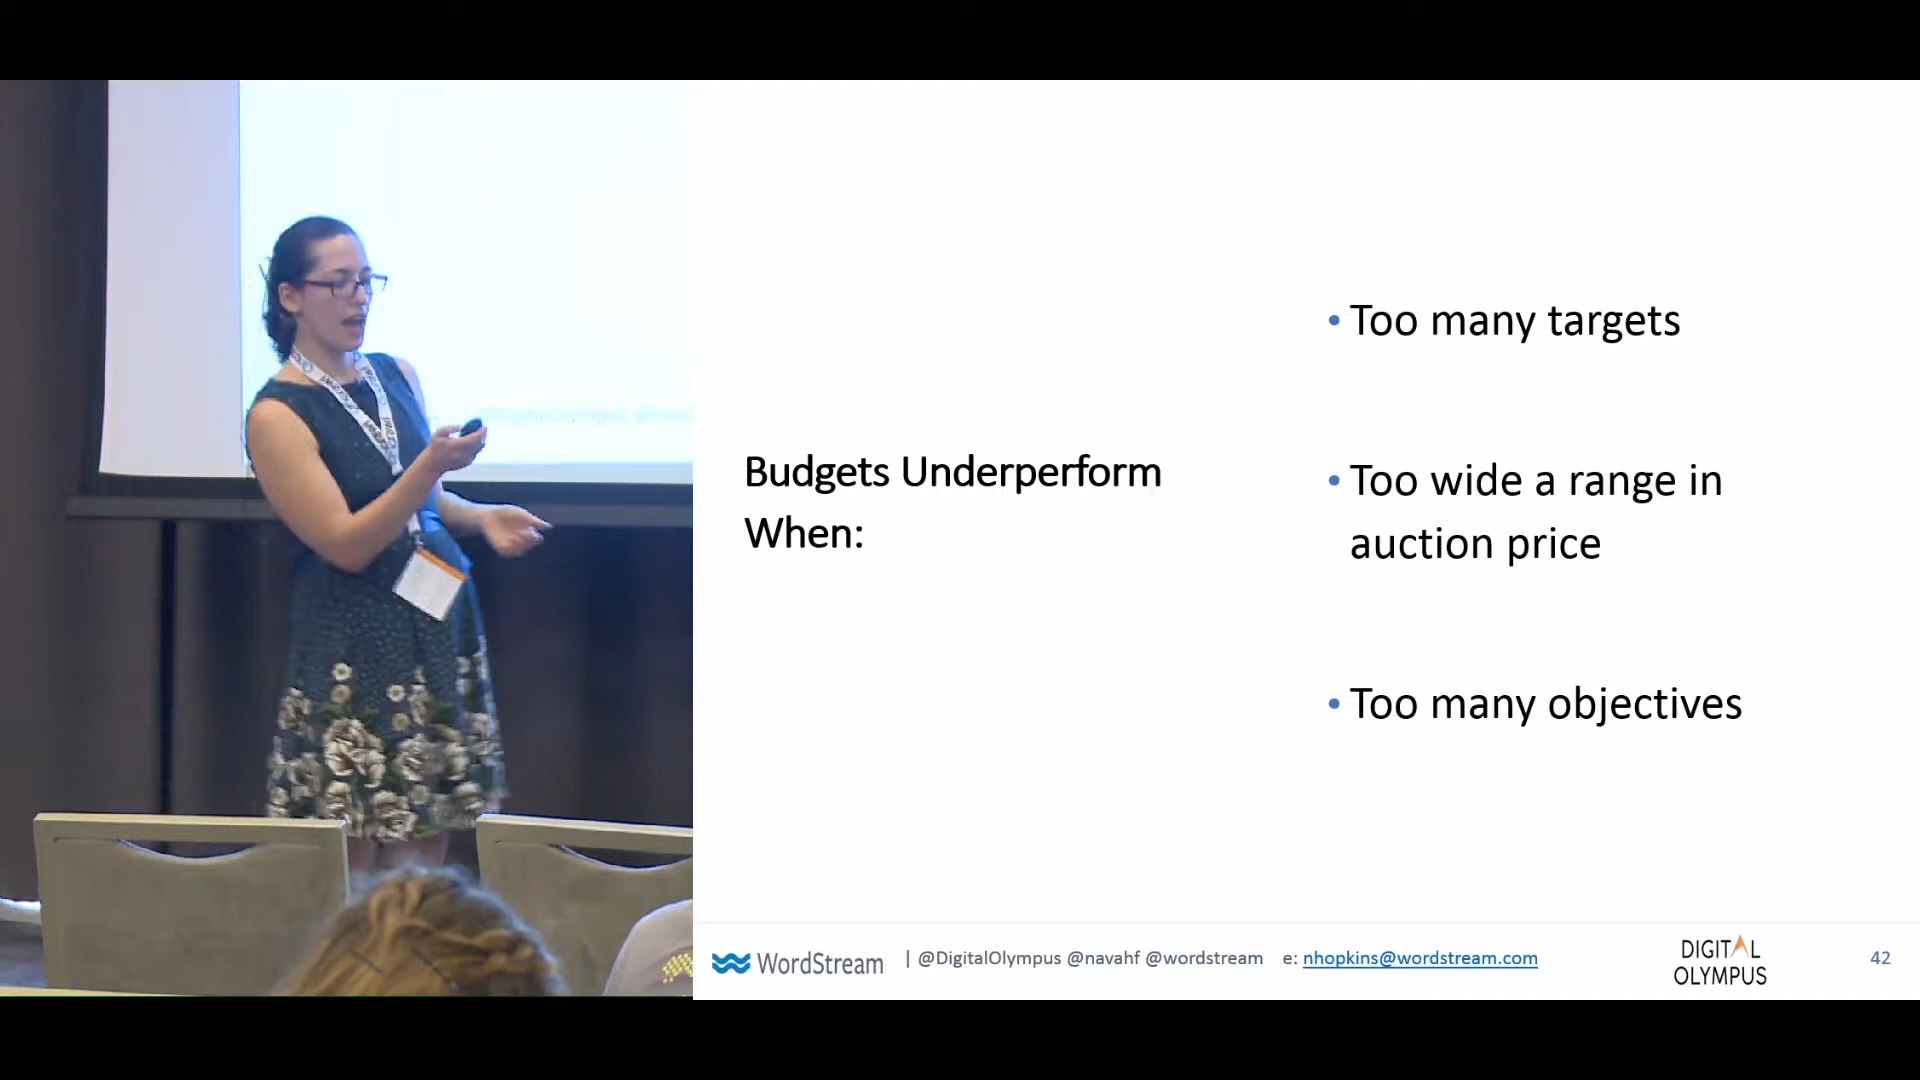 Budgets Underperform
When:
• Too many targets
• Too wide a range in
auction price
• Too many objectives
WordStream | @DigitalOlympus @navahf @wordstream e: nhopkins@wordstream.com
DIGITAL
OLYMPUS
42